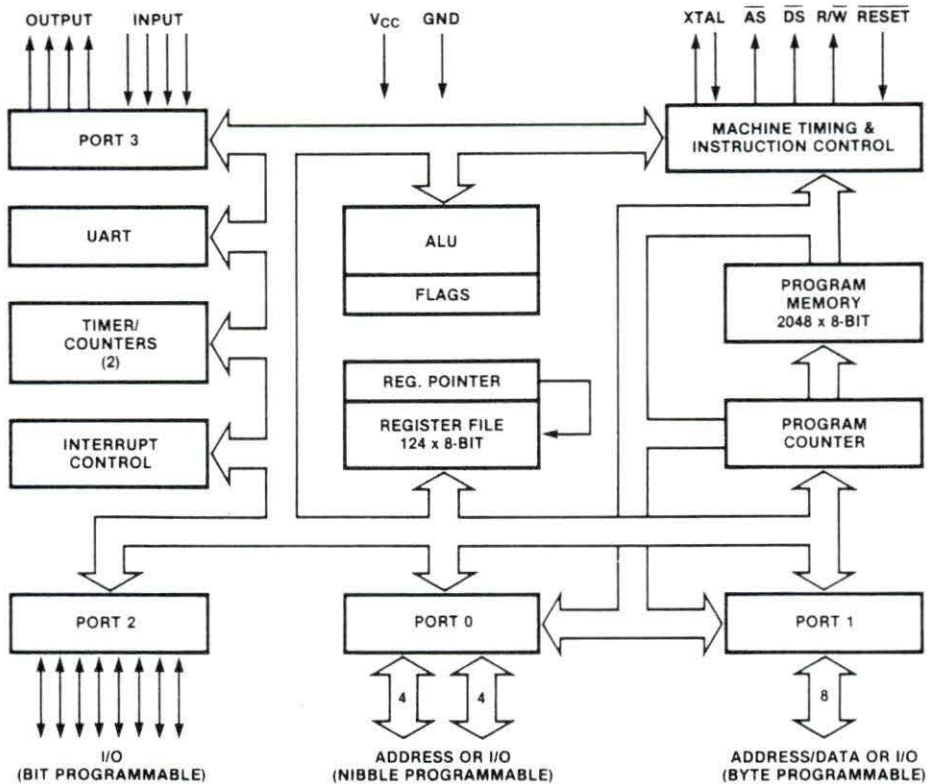 OUTPUT INPUT VCC GND XTAL AS DS R/W RESET
PORT 3
MACHINE TIMING &
INSTRUCTION CONTROL
UART
ALU
FLAGS
TIMER/
COUNTERS
(2)
PROGRAM
MEMORY
2048 x 8-BIT
REG. POINTER
REGISTER FILE
124 x 8-BIT
INTERRUPT
CONTROL
PROGRAM
COUNTER
PORT 2
PORT 0
PORT 1
4 4 8
I/O
(BIT PROGRAMMABLE)
ADDRESS OR I/O
(NIBBLE PROGRAMMABLE)
ADDRESS/DATA OR I/O
(BYTE PROGRAMMABLE)